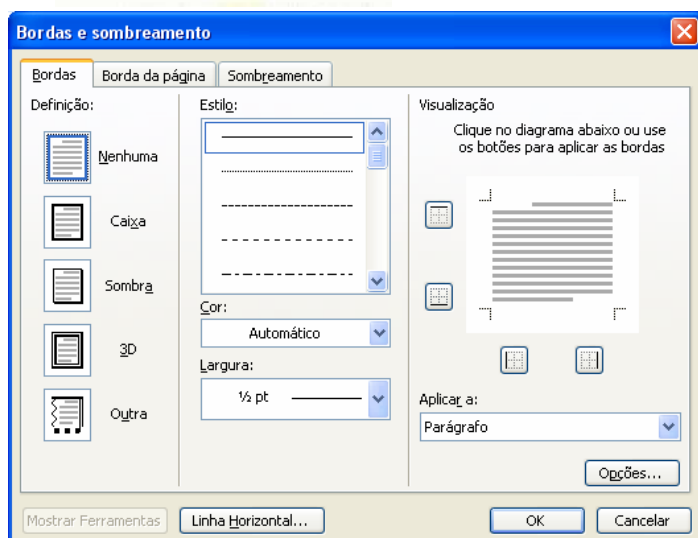 Bordas e sombreamento
Bordas
Borda da página
Sombreamento
Definição:
Nenhuma
Caixa
Sombra
3D
Outra
Estilo:
Cor:
Automático
Largura:
½ pt
Visualização
Clique no diagrama abaixo ou use
os botões para aplicar as bordas
Aplicar a:
Parágrafo
Opções...
Mostrar Ferramentas
Linha Horizontal...
OK
Cancelar